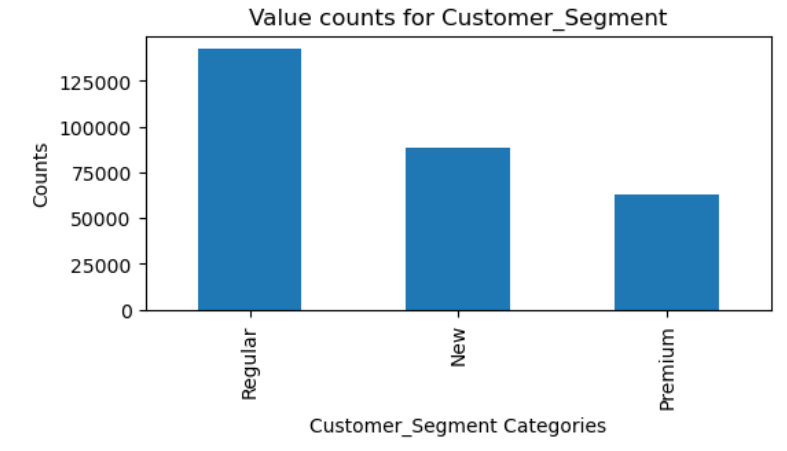 Value counts for Customer_Segment
Counts
125000
100000
75000
50000
25000
0
Regular
New
Premium
Customer_Segment Categories